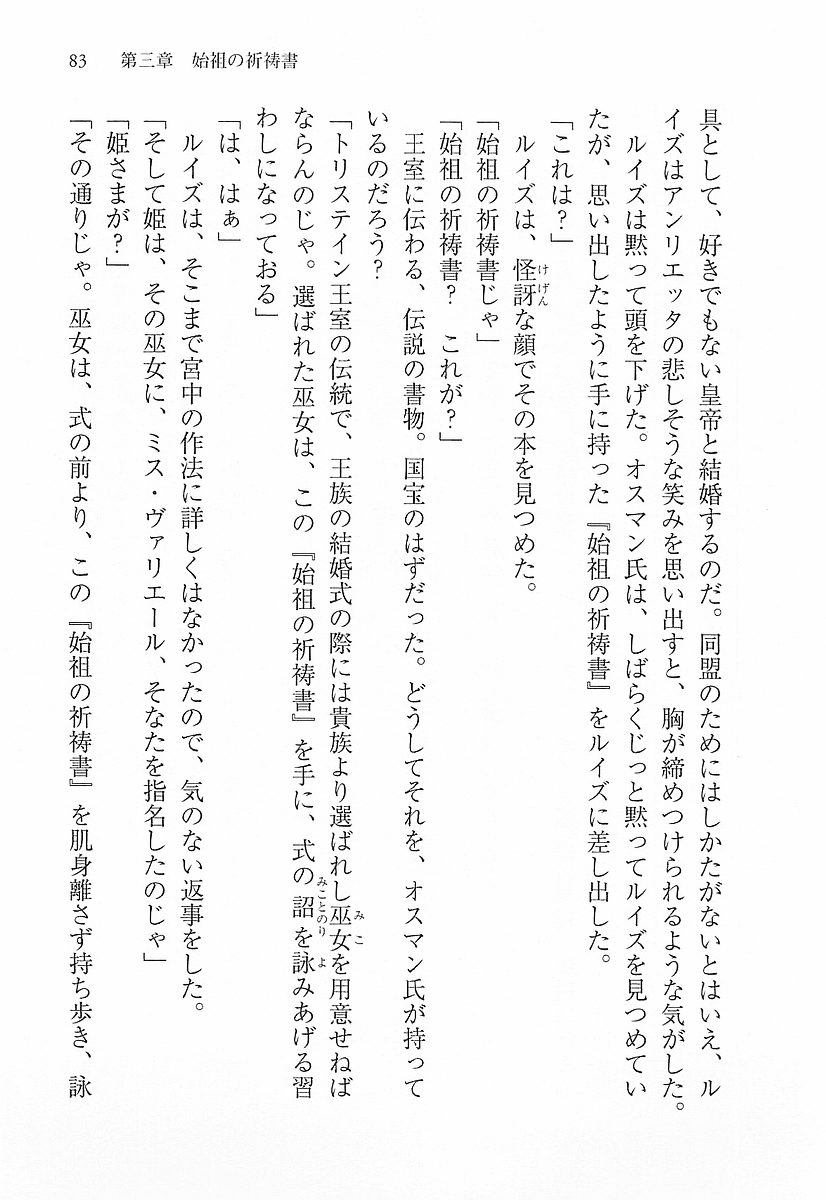 83　第三章　始祖の祈祷書
具として、好きでもない皇帝と結婚するのだ。同盟のためにはしかたがないとはいえ、ル
イズはアンリエッタの悲しそうな笑みを思い出すと、胸が締めつけられるような気がした。
　ルイズは黙って頭を下げた。オスマン氏は、しばらくじっと黙ってルイズを見つめてい
たが、思い出したように手に持った『始祖の祈祷書』をルイズに差し出した。
「これは？」
　ルイズは、怪訝な顔でその本を見つめた。
「始祖の祈祷書じゃ」
「始祖の祈祷書？　これが？」
　王室に伝わる、伝説の書物。国宝のはずだった。どうしてそれを、オスマン氏が持って
いるのだろう？
「トリステイン王室の伝統で、王族の結婚式の際には貴族より選ばれし巫女を用意せねば
ならんのじゃ。選ばれた巫女は、この『始祖の祈祷書』を手に、式の詔を詠みあげる習
わしになっておる」
「は、はぁ」
　ルイズは、そこまで宮中の作法に詳しくはなかったので、気のない返事をした。
「そして姫は、その巫女に、ミス・ヴァリエール、そなたを指名したのじゃ」
「姫さまが？」
「その通りじゃ。巫女は、式の前より、この『始祖の祈祷書』を肌身離さず持ち歩き、詠